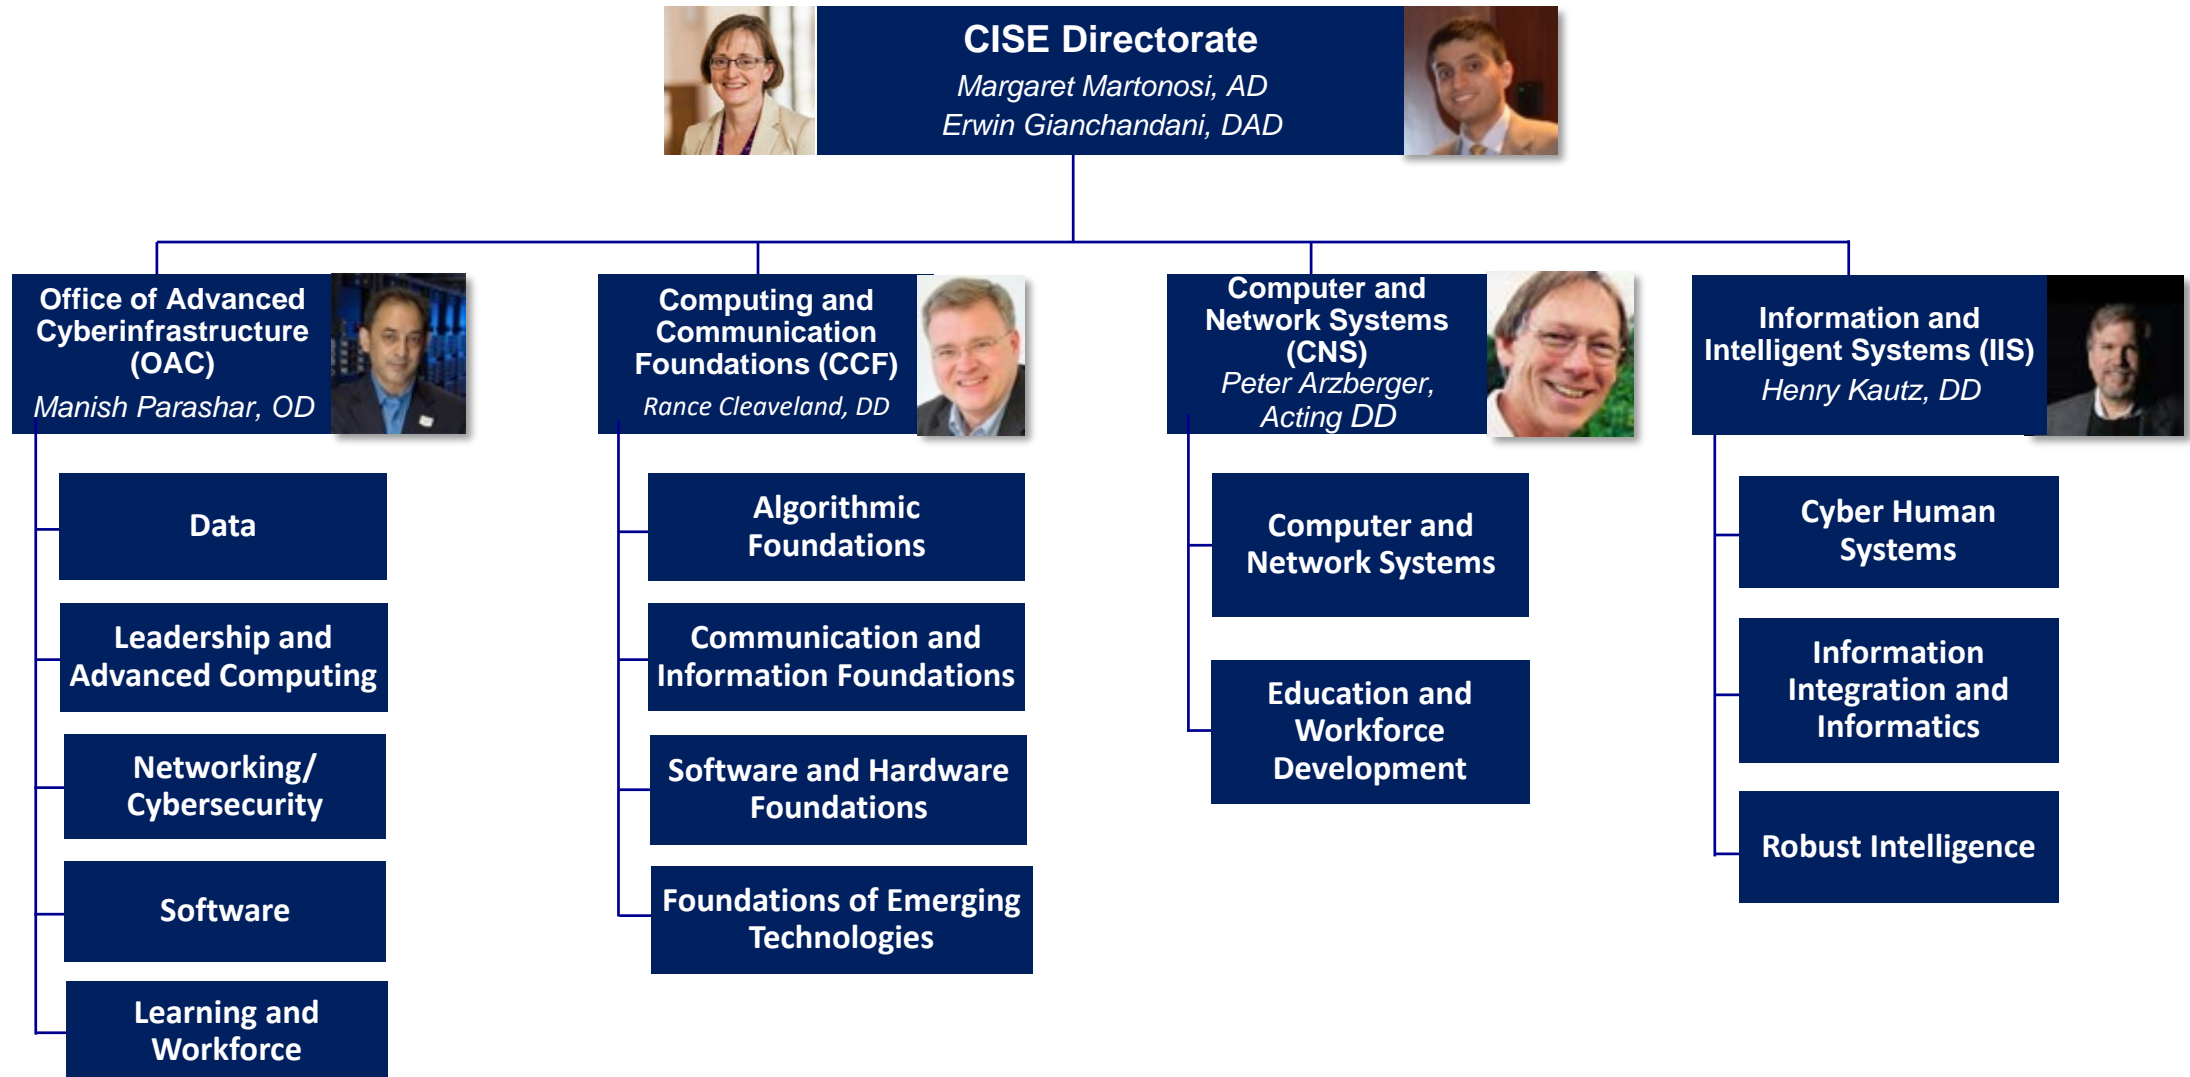 CISE Directorate
Margaret Martonosi, AD
Erwin Gianchandani, DAD
Office of Advanced
Cyberinfrastructure
(OAC)
Manish Parashar, OD
Data
Leadership and
Advanced Computing
Networking/
Cybersecurity
Software
Learning and
Workforce
Computing and
Communication
Foundations (CCF)
Rance Cleaveland, DD
Algorithmic
Foundations
Communication and
Information Foundations
Software and Hardware
Foundations
Foundations of Emerging
Technologies
Computer and
Network Systems
(CNS)
Peter Arzberger,
Acting DD
Computer and
Network Systems
Education and
Workforce
Development
Information and
Intelligent Systems (IIS)
Henry Kautz, DD
Cyber Human
Systems
Information
Integration and
Informatics
Robust Intelligence